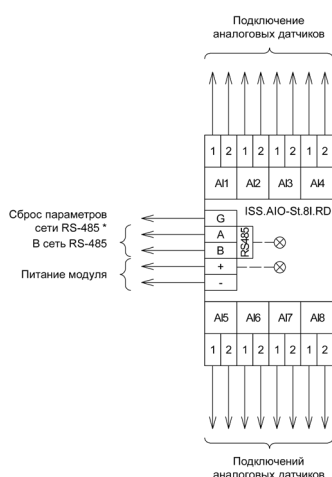 Подключение
аналоговых датчиков
1 2 1 2 1 2 1 2
AI1 AI2 AI3 AI4
ISS.AIO-St.8I.RD
Сброс параметров
сети RS-485 *
В сеть RS-485
Питание модуля
G
A
B
+
-
RS485
AI5 AI6 AI7 AI8
1 2 1 2 1 2 1 2
Подключений
аналоговых датчиков